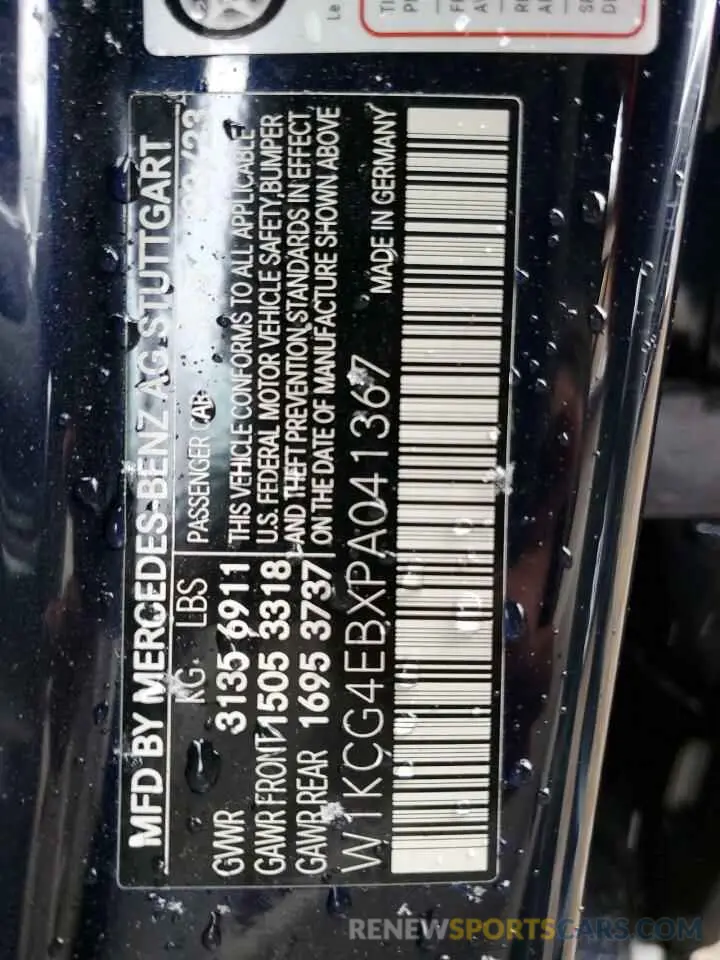 MFD BY MERCEDES-BENZ AG STUTTGART
KG LBS PASSENGER CAR
GVWR 3135 6911 THIS VEHICLE CONFORMS TO ALL APPLICABLE
GAWR FRONT 1505 3318 U.S. FEDERAL MOTOR VEHICLE SAFETY, BUMPER
GAWR REAR 1695 3737 AND THEFT PREVENTION STANDARDS IN EFFECT
ON THE DATE OF MANUFACTURE SHOWN ABOVE
W1KCG4EBXPA041367 MADE IN GERMANY
Le
RENEWSPORTSCARS.COM